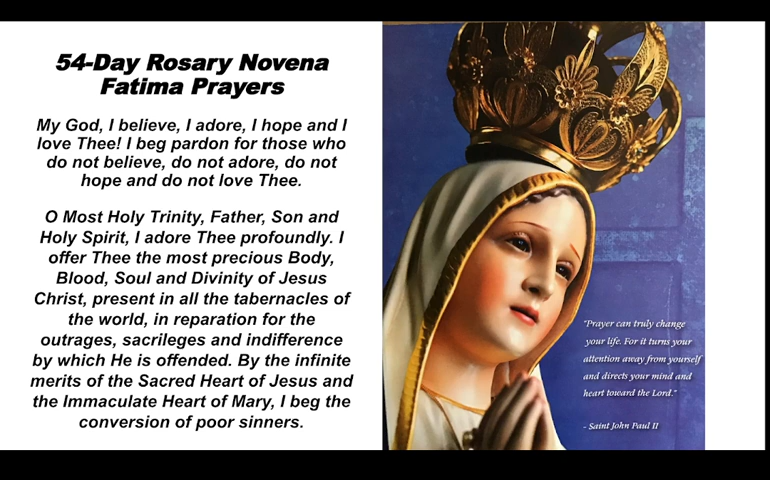 54-Day Rosary Novena
Fatima Prayers
My God, I believe, I adore, I hope and I
love Thee! I beg pardon for those who
do not believe, do not adore, do not
hope and do not love Thee.
O Most Holy Trinity, Father, Son and
Holy Spirit, I adore Thee profoundly. I
offer Thee the most precious Body,
Blood, Soul and Divinity of Jesus
Christ, present in all the tabernacles of
the world, in reparation for the
outrages, sacrileges and indifference
by which He is offended. By the infinite
merits of the Sacred Heart of Jesus and
the Immaculate Heart of Mary, I beg the
conversion of poor sinners.
"Prayer can truly change
your life. For it turns your
attention away from yourself
and directs your mind and
heart toward the Lord."
- Saint John Paul II